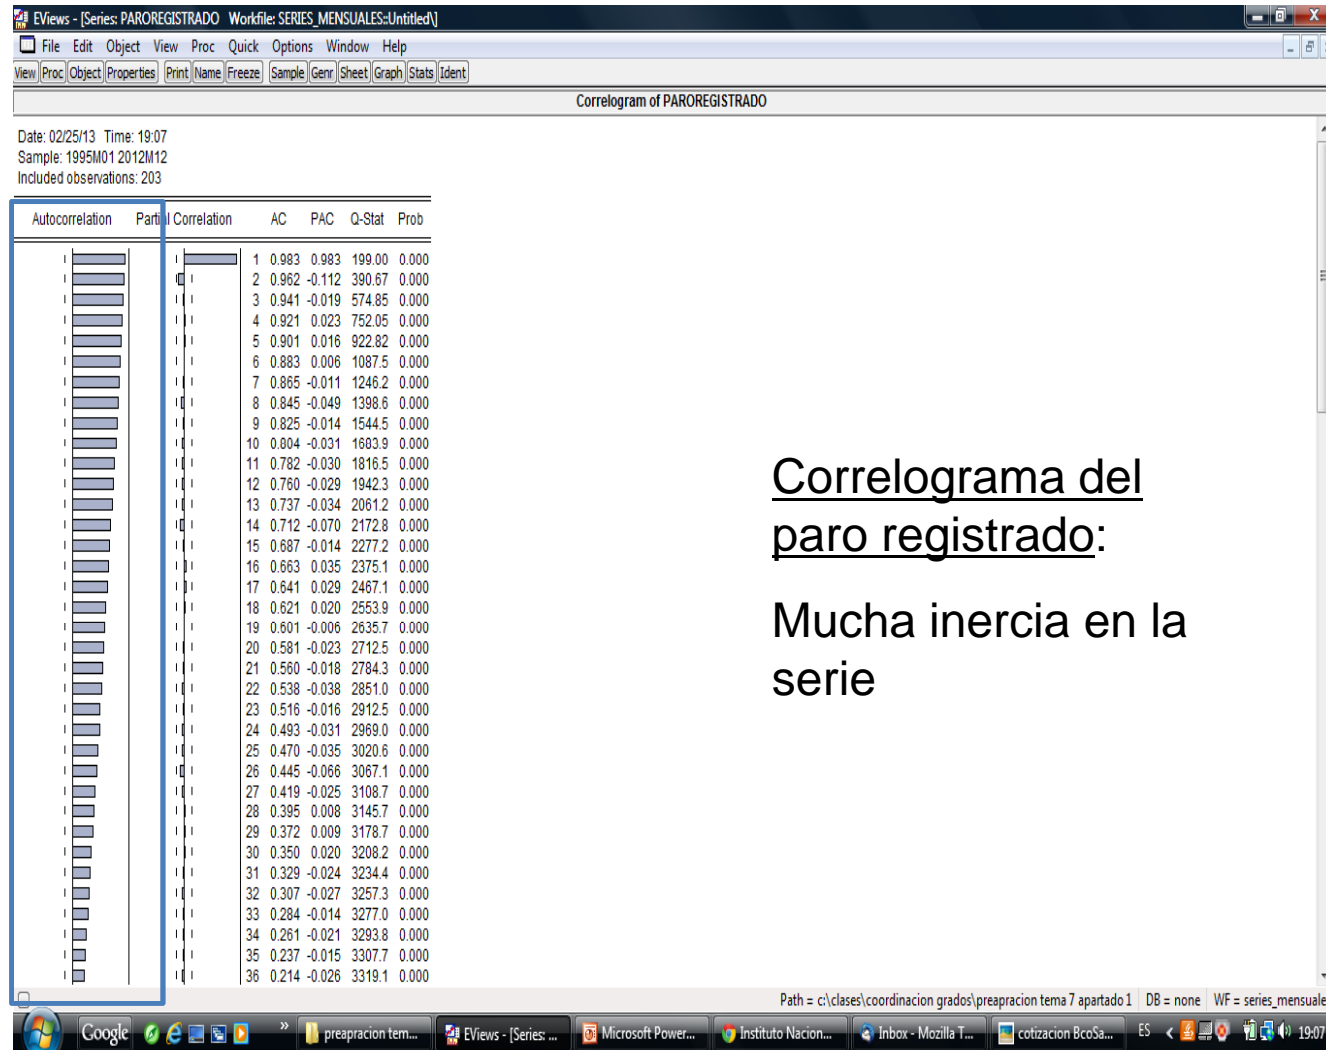 EViews - [Series: PAROREGISTRADO Workfile: SERIES_MENSUALES::Untitled\]
File Edit Object View Proc Quick Options Window Help
View Proc Object Properties Print Name Freeze Sample Genr Sheet Graph Stats Ident
Correlogram of PAROREGISTRADO
Date: 02/25/13 Time: 19:07
Sample: 1995M01 2012M12
Included observations: 203
Autocorrelation Partial Correlation AC PAC Q-Stat Prob
1 0.983 0.983 199.00 0.000
2 0.962 -0.112 390.67 0.000
3 0.941 -0.019 574.85 0.000
4 0.921 0.023 752.05 0.000
5 0.901 0.016 922.82 0.000
6 0.883 0.006 1087.5 0.000
7 0.865 -0.011 1246.2 0.000
8 0.845 -0.049 1398.6 0.000
9 0.825 -0.014 1544.5 0.000
10 0.804 -0.031 1683.9 0.000
11 0.782 -0.030 1816.5 0.000
12 0.760 -0.029 1942.3 0.000
13 0.737 -0.034 2061.2 0.000
14 0.712 -0.070 2172.8 0.000
15 0.687 -0.014 2277.2 0.000
16 0.663 0.035 2375.1 0.000
17 0.641 0.029 2467.1 0.000
18 0.621 0.020 2553.9 0.000
19 0.601 -0.006 2635.7 0.000
20 0.581 -0.023 2712.5 0.000
21 0.560 -0.018 2784.3 0.000
22 0.538 -0.038 2851.0 0.000
23 0.516 -0.016 2912.5 0.000
24 0.493 -0.031 2969.0 0.000
25 0.470 -0.035 3020.6 0.000
26 0.445 -0.066 3067.1 0.000
27 0.419 -0.025 3108.7 0.000
28 0.395 0.008 3145.7 0.000
29 0.372 0.009 3178.7 0.000
30 0.350 0.020 3208.2 0.000
31 0.329 -0.024 3234.4 0.000
32 0.307 -0.027 3257.3 0.000
33 0.284 -0.014 3277.0 0.000
34 0.261 -0.021 3293.8 0.000
35 0.237 -0.015 3307.7 0.000
36 0.214 -0.026 3319.1 0.000
Correlograma del
paro registrado:
Mucha inercia en la
serie
Path = c:\clases\coordinacion grados\preapracion tema 7 apartado 1 DB = none WF = series_mensuale
Google » preapracion tem... EViews - [Series: ... Microsoft Power... Instituto Nacion... Inbox - Mozilla T... cotizacion BcoSa... ES 19:07